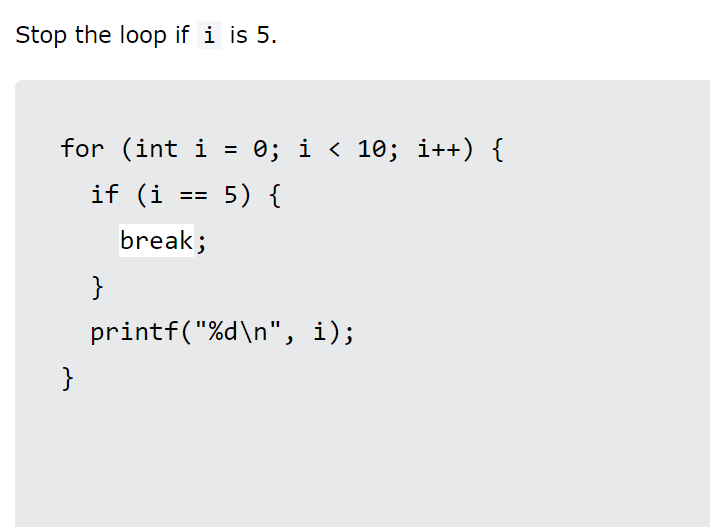 Stop the loop if i is 5.
for (int i = 0; i < 10; i++) {
if (i == 5) {
break;
}
printf("%d\n", i);
}